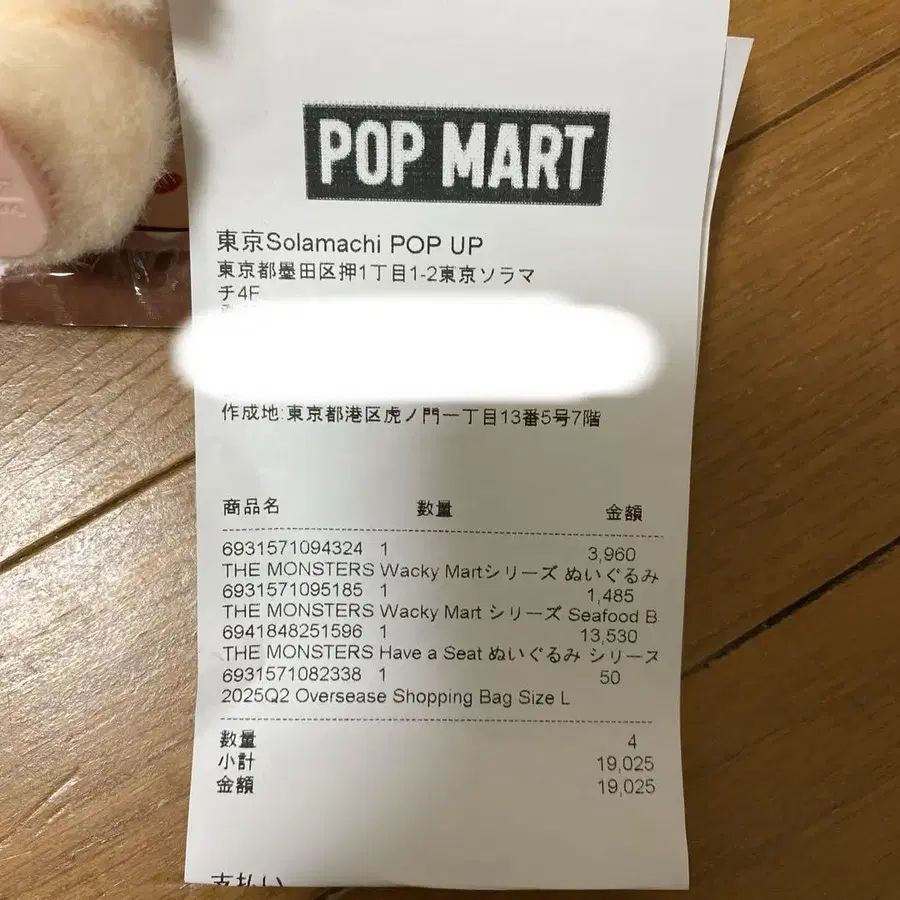 POP MART
東京Solamachi POP UP
東京都墨田区押1丁目1-2東京ソラマ
チ4F
作成地:東京都港区虎ノ門一丁目13番5号7階
商品名 数量 金額
6931571094324 1 3,960
THE MONSTERS Wacky Martシリーズ ぬいぐるみ
6931571095185 1 1,485
THE MONSTERS Wacky Mart シリーズ Seafood B
6941848251596 1 13,530
THE MONSTERS Have a Seat ぬいぐるみ シリーズ
6931571082338 1 50
2025Q2 Oversease Shopping Bag Size L
数量 4
小計 19,025
金額 19,025
支払い